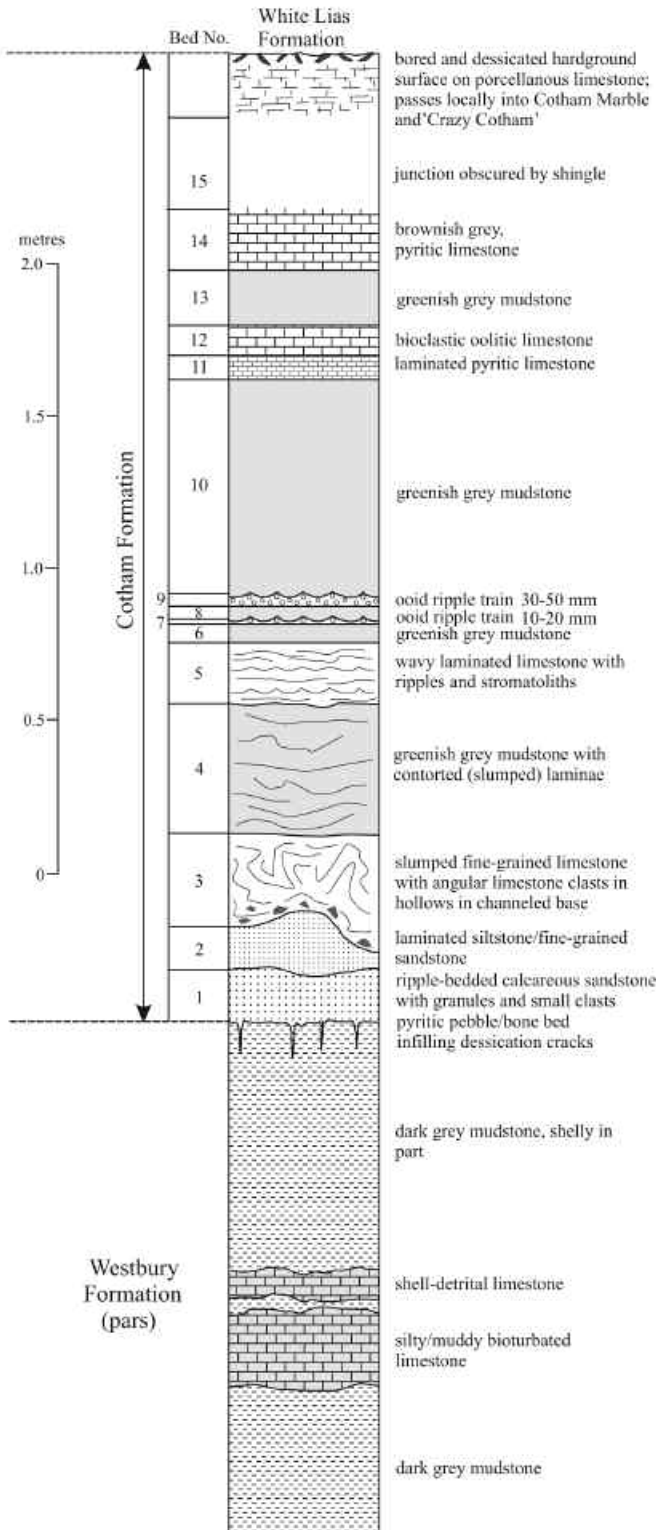 White Lias
Formation
Bed No.
bored and dessicated hardground
surface on porcellanous limestone;
passes locally into Cotham Marble
and'Crazy Cotham'
15
junction obscured by shingle
14
brownish grey,
pyritic limestone
metres
2.0
13
greenish grey mudstone
12
bioclastic oolitic limestone
11
laminated pyritic limestone
1.5
10
greenish grey mudstone
Cotham Formation
1.0
9
ooid ripple train 30-50 mm
8
ooid ripple train 10-20 mm
7
6
greenish grey mudstone
5
wavy laminated limestone with
ripples and stromatoliths
0.5
4
greenish grey mudstone with
contorted (slumped) laminae
0
3
slumped fine-grained limestone
with angular limestone clasts in
hollows in channeled base
2
laminated siltstone/fine-grained
sandstone
1
ripple-bedded calcareous sandstone
with granules and small clasts
pyritic pebble/bone bed
infilling dessication cracks
dark grey mudstone, shelly in
part
Westbury
Formation
(pars)
shell-detrital limestone
silty/muddy bioturbated
limestone
dark grey mudstone